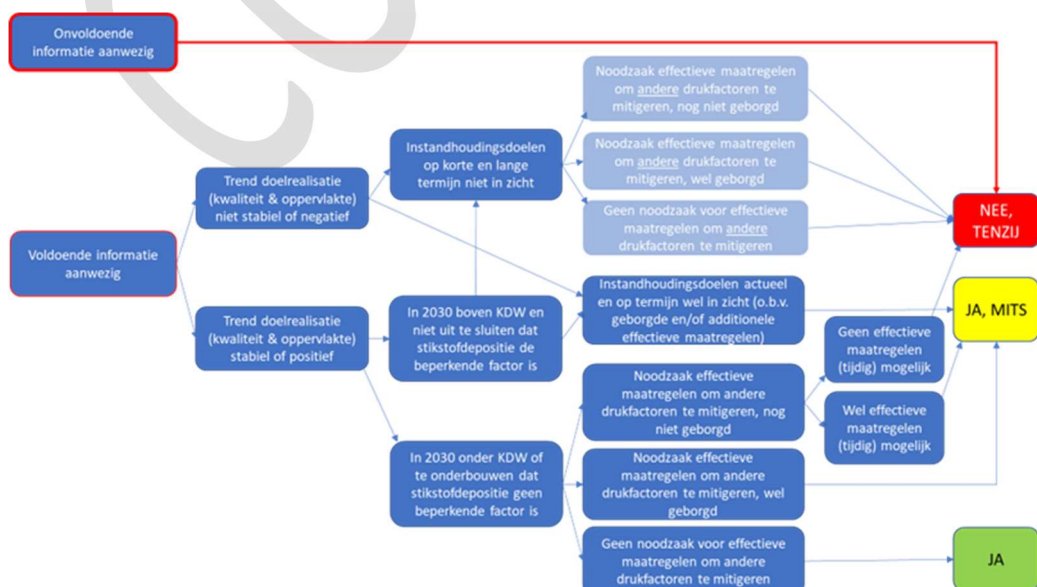 Onvoldoende
informatie aanwezig
Noodzaak effectieve maatregelen
om andere drukfactoren te
mitigeren, nog niet geborgd
Instandhoudingsdoelen
op korte en lange
termijn niet in zicht
Noodzaak effectieve maatregelen
om andere drukfactoren te
mitigeren, wel geborgd
Trend doelrealisatie
(kwaliteit & oppervlakte)
niet stabiel of negatief
Geen noodzaak voor effectieve
maatregelen om andere
drukfactoren te mitigeren
NEE,
TENZIJ
Voldoende informatie
aanwezig
Instandhoudingsdoelen actueel
en op termijn wel in zicht (o.b.v.
geborgde en/of additionele
effectieve maatregelen)
JA, MITS
Trend doelrealisatie
(kwaliteit & oppervlakte)
stabiel of positief
In 2030 boven KDW en
niet uit te sluiten dat
stikstofdepositie de
beperkende factor is
Geen effectieve
maatregelen
(tijdig) mogelijk
Noodzaak effectieve
maatregelen om andere
drukfactoren te mitigeren, nog
niet geborgd
Wel effectieve
maatregelen
(tijdig) mogelijk
In 2030 onder KDW of
te onderbouwen dat
stikstofdepositie geen
beperkende factor is
Noodzaak effectieve
maatregelen om andere
drukfactoren te mitigeren, wel
geborgd
Geen noodzaak voor effectieve
maatregelen om andere
drukfactoren te mitigeren
JA